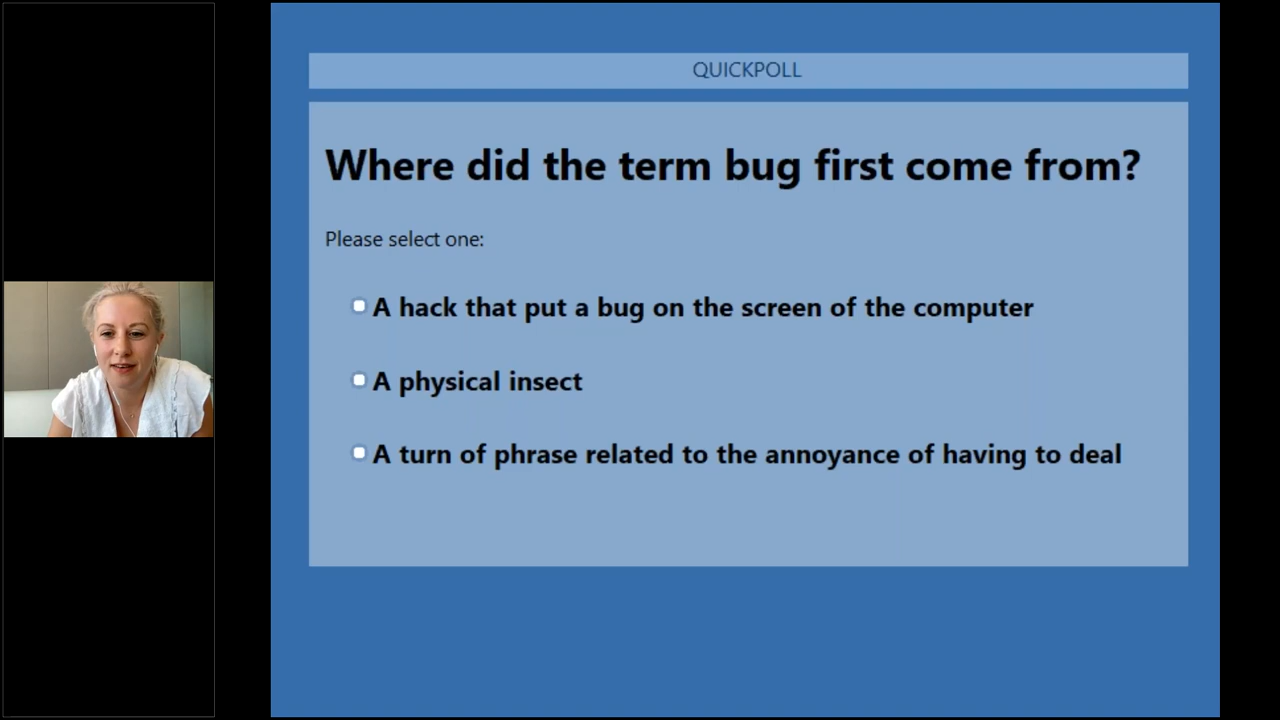 QUICKPOLL
Where did the term bug first come from?
Please select one:
A hack that put a bug on the screen of the computer
A physical insect
A turn of phrase related to the annoyance of having to deal